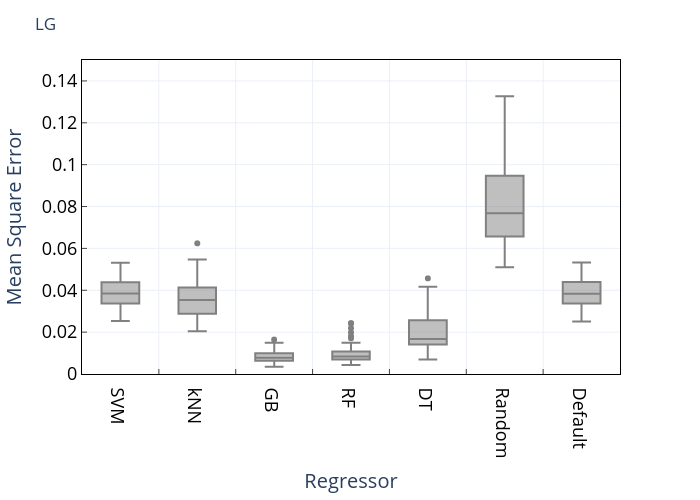 LG
Mean Square Error
0.14
0.12
0.1
0.08
0.06
0.04
0.02
0
SVM
kNN
GB
RF
DT
Random
Default
Regressor